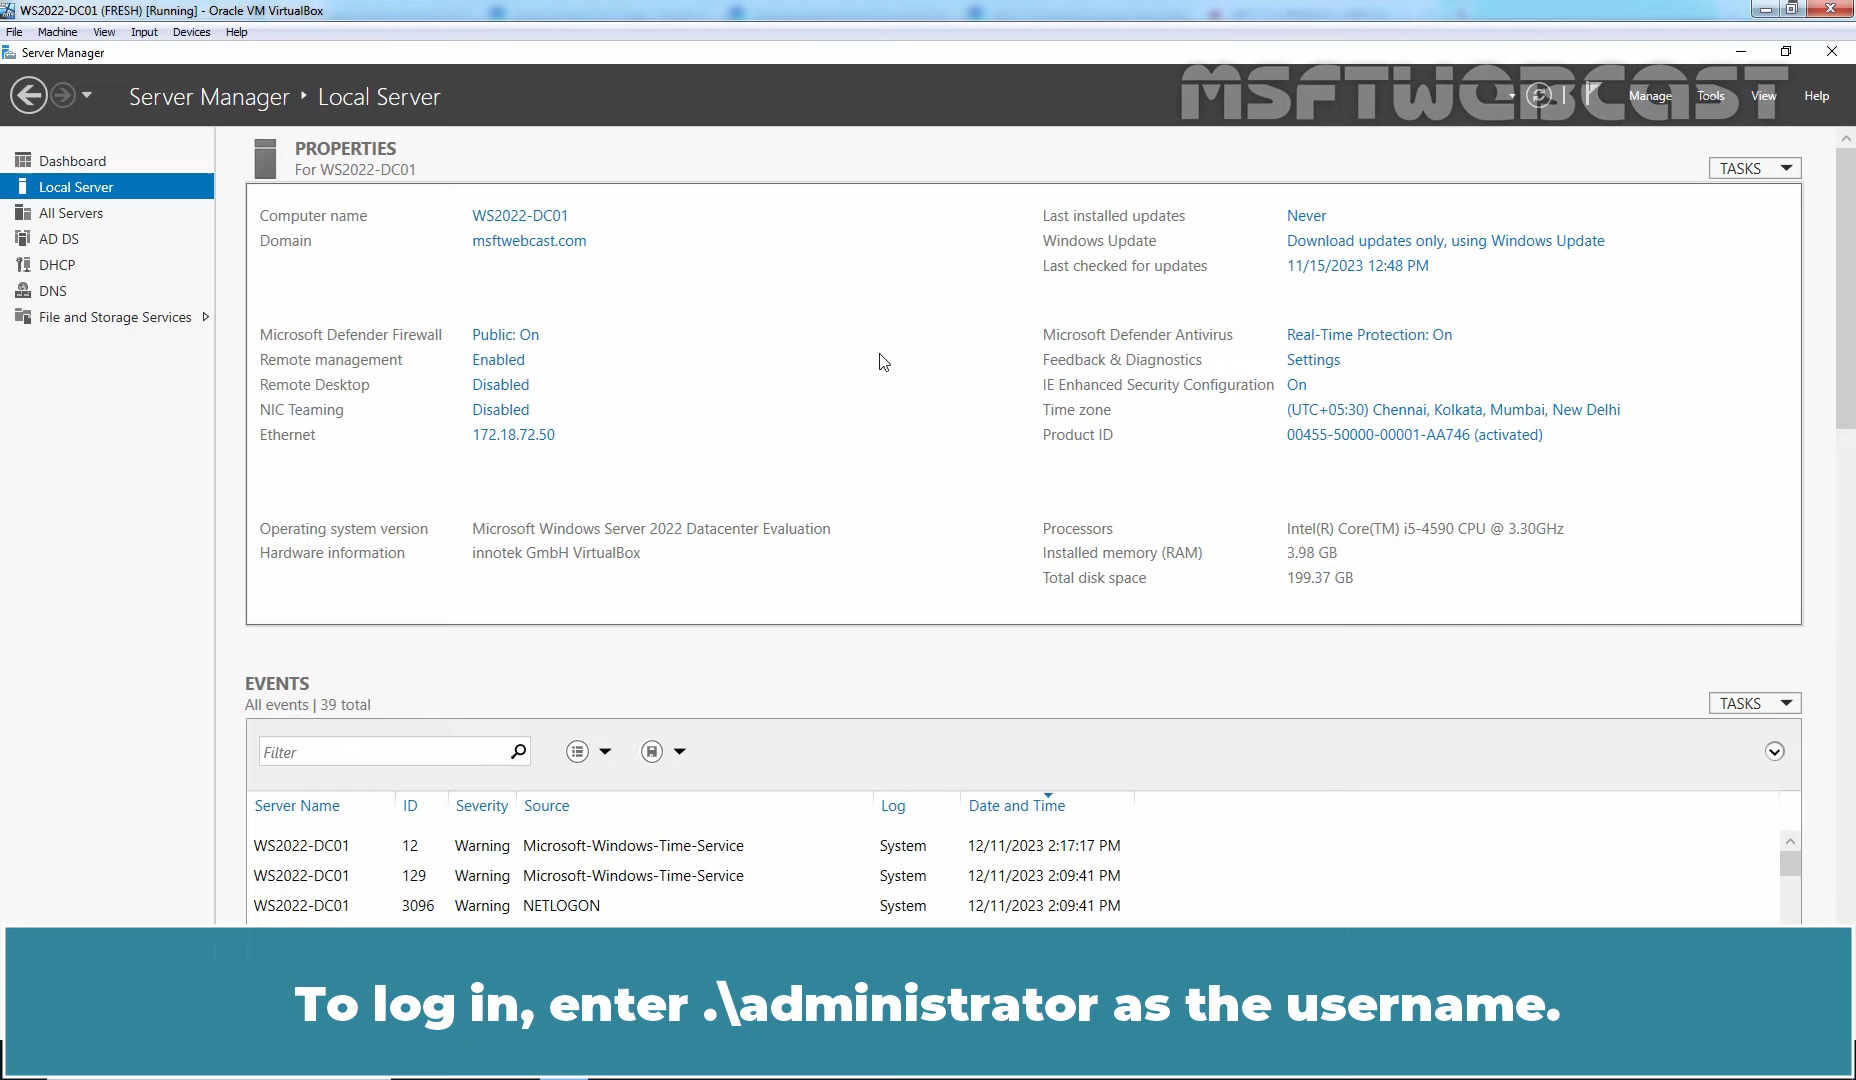 WS2022-DC01 (FRESH) [Running] - Oracle VM VirtualBox
File Machine View Input Devices Help
Server Manager
Server Manager ‣ Local Server
MSFTWEBCAST
Manage Tools View Help
Dashboard
Local Server
All Servers
AD DS
DHCP
DNS
File and Storage Services
PROPERTIES
For WS2022-DC01
TASKS
Computer name WS2022-DC01
Domain msftwebcast.com
Last installed updates Never
Windows Update Download updates only, using Windows Update
Last checked for updates 11/15/2023 12:48 PM
Microsoft Defender Firewall Public: On
Remote management Enabled
Remote Desktop Disabled
NIC Teaming Disabled
Ethernet 172.18.72.50
Microsoft Defender Antivirus Real-Time Protection: On
Feedback & Diagnostics Settings
IE Enhanced Security Configuration On
Time zone (UTC+05:30) Chennai, Kolkata, Mumbai, New Delhi
Product ID 00455-50000-00001-AA746 (activated)
Operating system version Microsoft Windows Server 2022 Datacenter Evaluation
Hardware information innotek GmbH VirtualBox
Processors Intel(R) Core(TM) i5-4590 CPU @ 3.30GHz
Installed memory (RAM) 3.98 GB
Total disk space 199.37 GB
EVENTS
All events | 39 total
TASKS
Filter
Server Name ID Severity Source Log Date and Time
WS2022-DC01 12 Warning Microsoft-Windows-Time-Service System 12/11/2023 2:17:17 PM
WS2022-DC01 129 Warning Microsoft-Windows-Time-Service System 12/11/2023 2:09:41 PM
WS2022-DC01 3096 Warning NETLOGON System 12/11/2023 2:09:41 PM
To log in, enter .\administrator as the username.